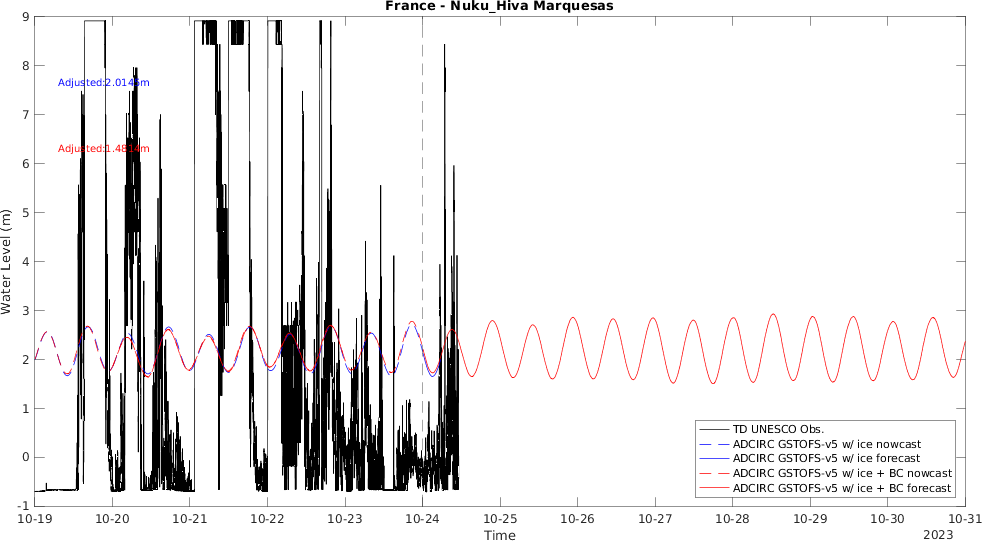 France - Nuku_Hiva Marquesas
9
8
7
6
5
4
3
2
1
0
-1
Water Level (m)
Adjusted:2.0146m
TD UNESCO Obs.
ADCIRC GSTOFS-v5 w/ ice nowcast
ADCIRC GSTOFS-v5 w/ ice forecast
ADCIRC GSTOFS-v5 w/ ice + BC nowcast
ADCIRC GSTOFS-v5 w/ ice + BC forecast
10-19 10-20 10-21 10-22 10-23 10-24 10-25 10-26 10-27 10-28 10-29 10-30 10-31
Time
2023